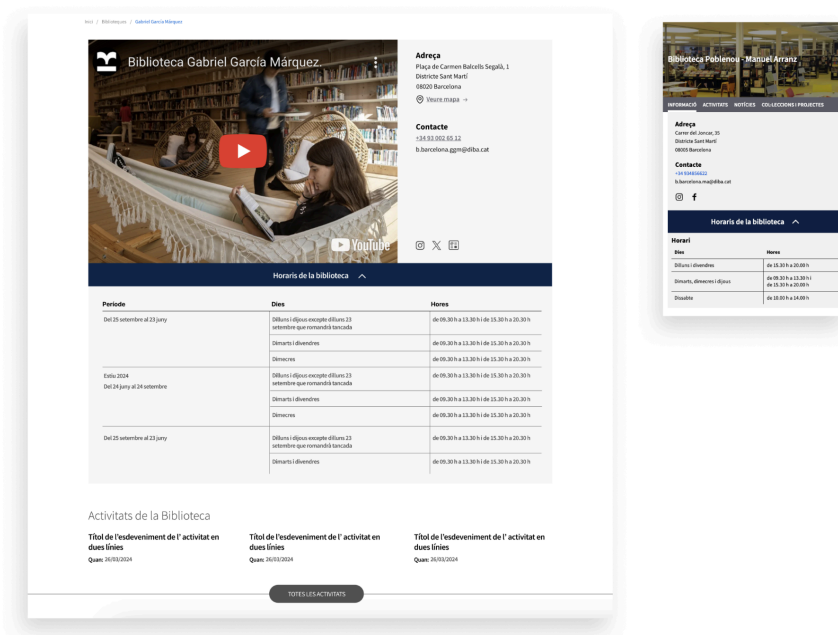 Inici / Biblioteques / Gabriel García Márquez
Biblioteca Gabriel García Márquez.
YouTube
Adreça
Plaça de Carmen Balcells Segalà, 1
Districte Sant Martí
08020 Barcelona
Veure mapa →
Contacte
+34 93 002 65 12
b.barcelona.ggm@diba.cat
Horaris de la biblioteca
Període Dies Hores
Del 25 setembre al 23 juny Dilluns i dijous excepte dilluns 23 de 09.30 h a 13.30 h i de 15.30 h a 20.30 h
setembre que romandrà tancada
Dimarts i divendres de 09.30 h a 13.30 h i de 15.30 h a 20.30 h
Dimecres de 09.30 h a 13.30 h i de 15.30 h a 20.30 h
Estiu 2024 Dilluns i dijous excepte dilluns 23 de 09.30 h a 13.30 h i de 15.30 h a 20.30 h
Del 24 juny al 24 setembre setembre que romandrà tancada
Dimarts i divendres de 09.30 h a 13.30 h i de 15.30 h a 20.30 h
Dimecres de 09.30 h a 13.30 h i de 15.30 h a 20.30 h
Del 25 setembre al 23 juny Dilluns i dijous excepte dilluns 23 de 09.30 h a 13.30 h i de 15.30 h a 20.30 h
setembre que romandrà tancada
Dimarts i divendres de 09.30 h a 13.30 h i de 15.30 h a 20.30 h
Activitats de la Biblioteca
Títol de l'esdeveniment de l' activitat en
dues línies
Quan: 26/03/2024
Títol de l'esdeveniment de l' activitat en
dues línies
Quan: 26/03/2024
Títol de l'esdeveniment de l' activitat en
dues línies
Quan: 26/03/2024
TOTES LES ACTIVITATS
Biblioteca Poblenou - Manuel Arranz
INFORMACIÓ ACTIVITATS NOTÍCIES COL·LECCIONS I PROJECTES
Adreça
Carrer del Joncar, 35
Districte Sant Martí
08005 Barcelona
Contacte
+34 934856622
b.barcelona.ma@diba.cat
Horaris de la biblioteca
Horari
Dies Hores
Dilluns i divendres de 15.30 h a 20.00 h
Dimarts, dimecres i dijous de 09.30 h a 13.30 h i
de 15.30 h a 20.00 h
Dissabte de 10.00 h a 14.00 h